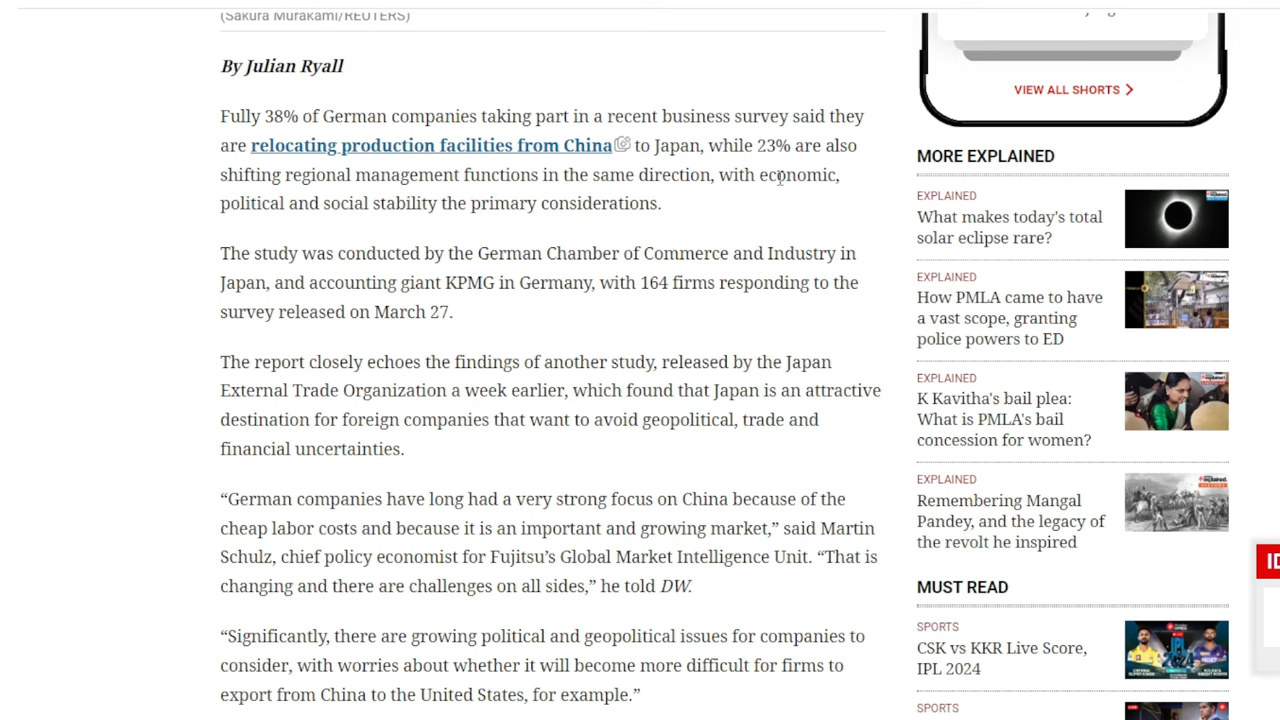 (Sakura Murakami/REUTERS)
By Julian Ryall
Fully 38% of German companies taking part in a recent business survey said they
are relocating production facilities from China to Japan, while 23% are also
shifting regional management functions in the same direction, with economic,
political and social stability the primary considerations.
The study was conducted by the German Chamber of Commerce and Industry in
Japan, and accounting giant KPMG in Germany, with 164 firms responding to the
survey released on March 27.
The report closely echoes the findings of another study, released by the Japan
External Trade Organization a week earlier, which found that Japan is an attractive
destination for foreign companies that want to avoid geopolitical, trade and
financial uncertainties.
“German companies have long had a very strong focus on China because of the
cheap labor costs and because it is an important and growing market,” said Martin
Schulz, chief policy economist for Fujitsu’s Global Market Intelligence Unit. “That is
changing and there are challenges on all sides,” he told DW.
“Significantly, there are growing political and geopolitical issues for companies to
consider, with worries about whether it will become more difficult for firms to
export from China to the United States, for example.”
VIEW ALL SHORTS
MORE EXPLAINED
EXPLAINED
What makes today's total
solar eclipse rare?
EXPLAINED
How PMLA came to have
a vast scope, granting
police powers to ED
EXPLAINED
K Kavitha's bail plea:
What is PMLA's bail
concession for women?
EXPLAINED
Remembering Mangal
Pandey, and the legacy of
the revolt he inspired
MUST READ
SPORTS
CSK vs KKR Live Score,
IPL 2024
SPORTS